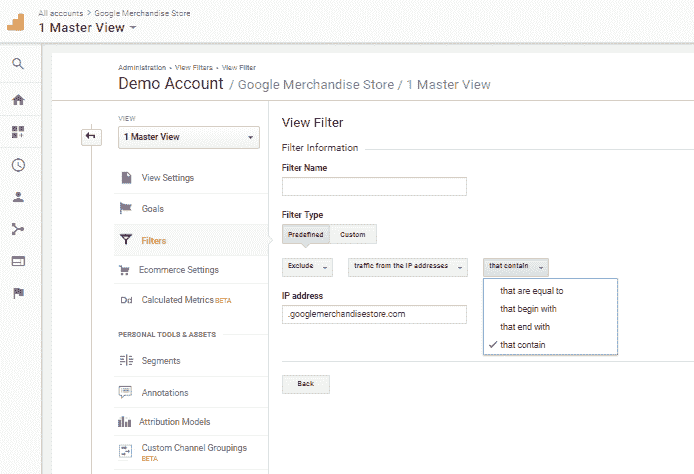 All accounts > Google Merchandise Store
1 Master View
Administration › View Filters › View Filter
Demo Account / Google Merchandise Store / 1 Master View
VIEW
1 Master View
View Settings
Goals
Filters
Ecommerce Settings
Dd Calculated Metrics BETA
PERSONAL TOOLS & ASSETS
Segments
Annotations
Attribution Models
Custom Channel Groupings
BETA
View Filter
Filter Information
Filter Name
Filter Type
Predefined Custom
Exclude traffic from the IP addresses that contain
that are equal to
that begin with
that end with
that contain
IP address
.googlemerchandisestore.com
Back